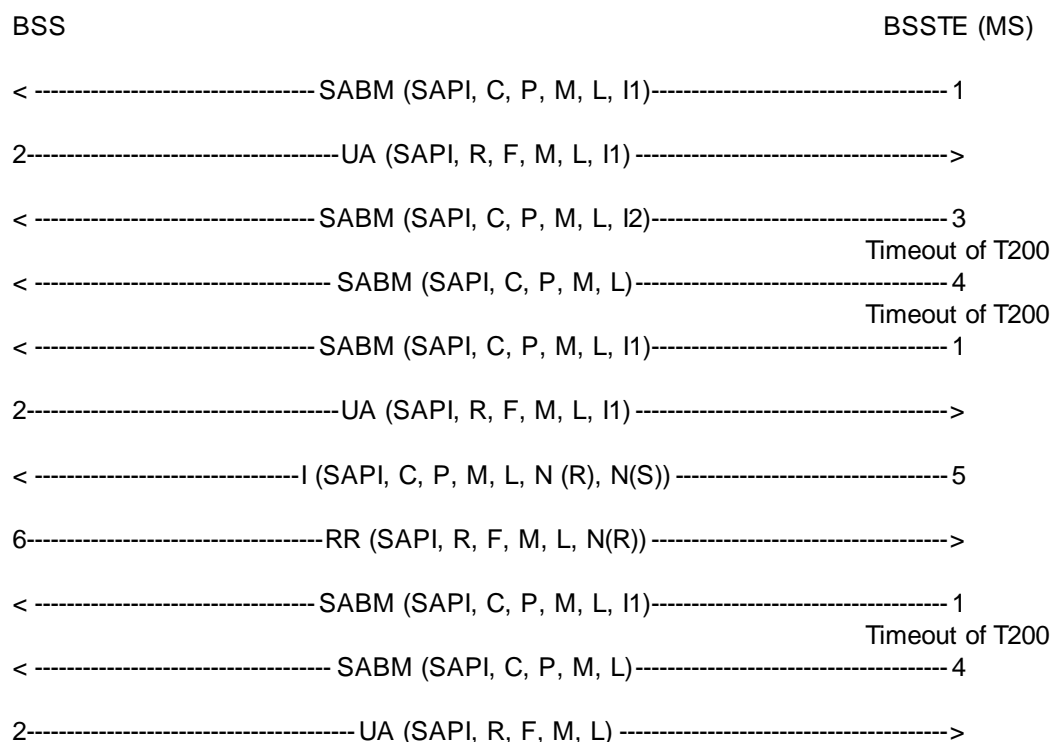 BSS BSSTE (MS)
< ----------------------------------- SABM (SAPI, C, P, M, L, I1)------------------------------------- 1
2---------------------------------------UA (SAPI, R, F, M, L, I1) --------------------------------------->
< ----------------------------------- SABM (SAPI, C, P, M, L, I2)------------------------------------- 3
Timeout of T200
< ------------------------------------- SABM (SAPI, C, P, M, L)--------------------------------------- 4
Timeout of T200
< ----------------------------------- SABM (SAPI, C, P, M, L, I1)------------------------------------- 1
2---------------------------------------UA (SAPI, R, F, M, L, I1) --------------------------------------->
< ---------------------------------I (SAPI, C, P, M, L, N (R), N(S)) ---------------------------------- 5
6-------------------------------------RR (SAPI, R, F, M, L, N(R)) ------------------------------------->
< ----------------------------------- SABM (SAPI, C, P, M, L, I1)------------------------------------- 1
Timeout of T200
< ------------------------------------- SABM (SAPI, C, P, M, L)--------------------------------------- 4
2-----------------------------------------UA (SAPI, R, F, M, L) ----------------------------------------->